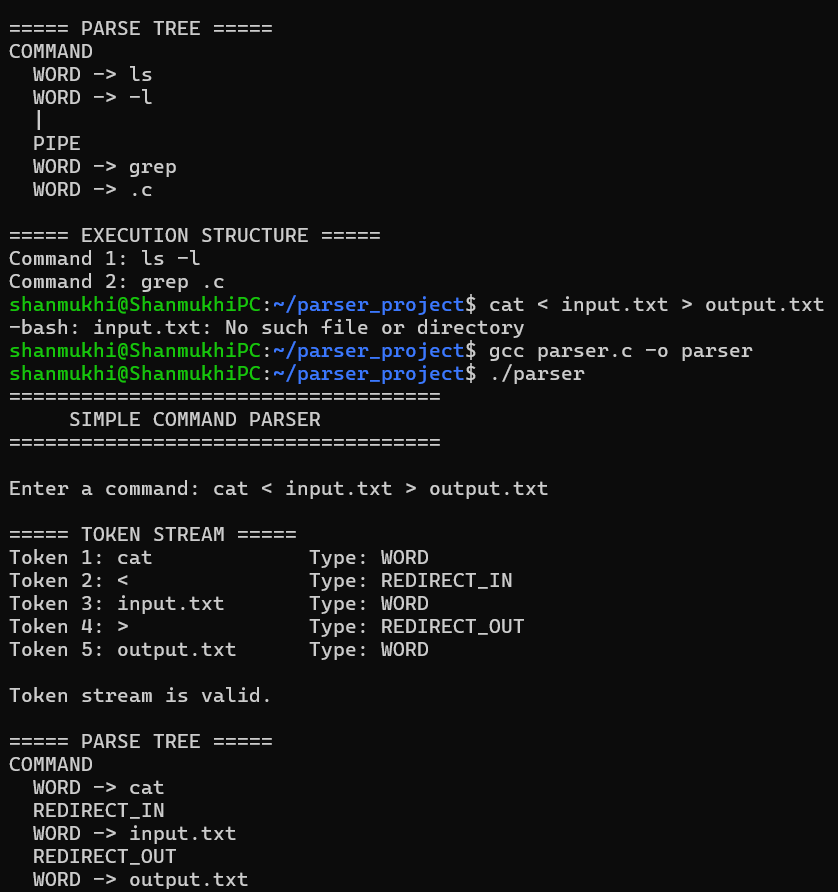 ===== PARSE TREE =====
COMMAND
  WORD -> ls
  WORD -> -l
  |
  PIPE
  WORD -> grep
  WORD -> .c

===== EXECUTION STRUCTURE =====
Command 1: ls -l
Command 2: grep .c
shanmukhi@ShanmukhiPC:~/parser_project$ cat < input.txt > output.txt
-bash: input.txt: No such file or directory
shanmukhi@ShanmukhiPC:~/parser_project$ gcc parser.c -o parser
shanmukhi@ShanmukhiPC:~/parser_project$ ./parser
====================================
     SIMPLE COMMAND PARSER
====================================

Enter a command: cat < input.txt > output.txt

===== TOKEN STREAM =====
Token 1: cat             Type: WORD
Token 2: <               Type: REDIRECT_IN
Token 3: input.txt       Type: WORD
Token 4: >               Type: REDIRECT_OUT
Token 5: output.txt      Type: WORD

Token stream is valid.

===== PARSE TREE =====
COMMAND
  WORD -> cat
  REDIRECT_IN
  WORD -> input.txt
  REDIRECT_OUT
  WORD -> output.txt